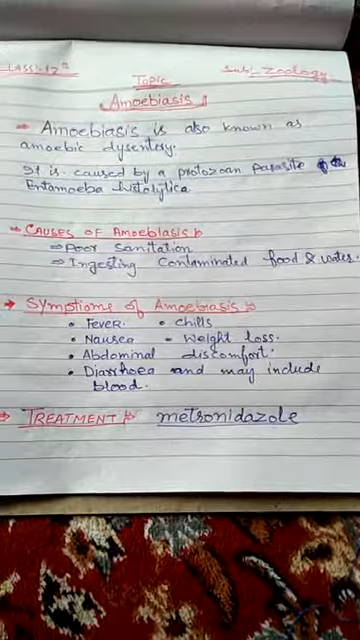 Class:-12th Sub:- Zoology
Topic
Amoebiasis
Amoebiasis is also known as
amoebic dysentery.
It is caused by a protozoan parasite
Entamoeba histolytica
→ CAUSES OF AMOEBIASIS
⇒ Poor sanitation
⇒ Ingesting contaminated food & water.
→ Symptioms of Amoebiasis
• Fever. • chills
• Nausea - Weight loss.
• Abdominal discomfort.
• Diarrhoea and may include
blood.
⇒ TREATMENT metronidazole